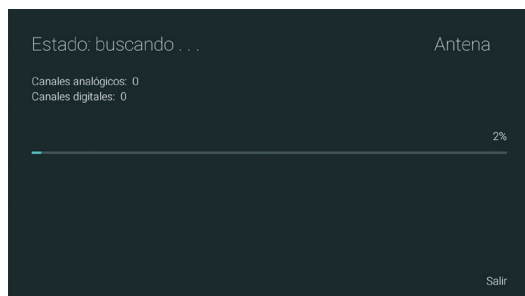 Estado: buscando . . .
Antena
Canales analógicos: 0
Canales digitales: 0
2%
Salir